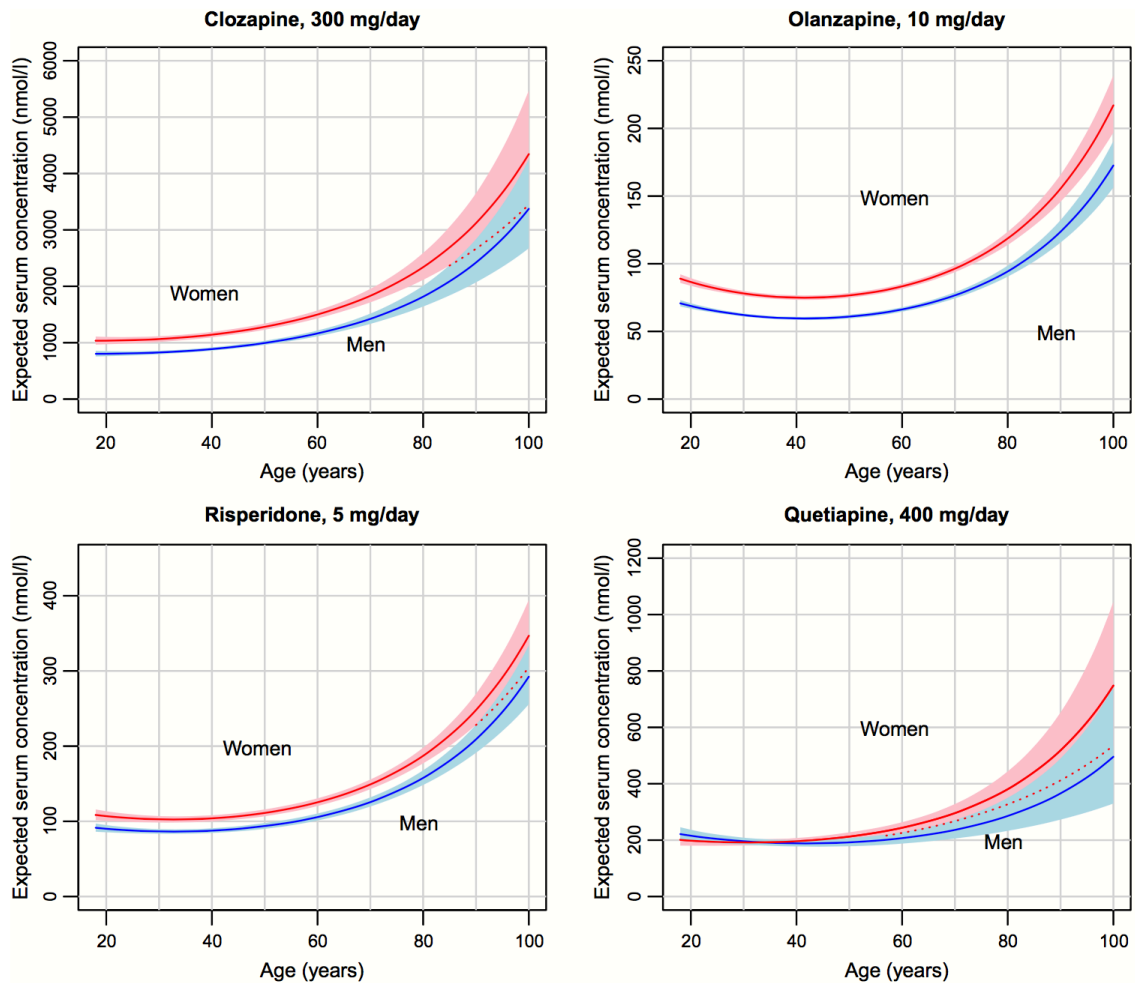 Clozapine, 300 mg/day
Expected serum concentration (nmol/l)
6000
5000
4000
3000
2000
1000
0
Women
Men
20 40 60 80 100
Age (years)
Olanzapine, 10 mg/day
Expected serum concentration (nmol/l)
250
200
150
100
50
0
Women
Men
20 40 60 80 100
Age (years)
Risperidone, 5 mg/day
Expected serum concentration (nmol/l)
400
300
200
100
0
Women
Men
20 40 60 80 100
Age (years)
Quetiapine, 400 mg/day
Expected serum concentration (nmol/l)
1200
1000
800
600
400
200
0
Women
Men
20 40 60 80 100
Age (years)